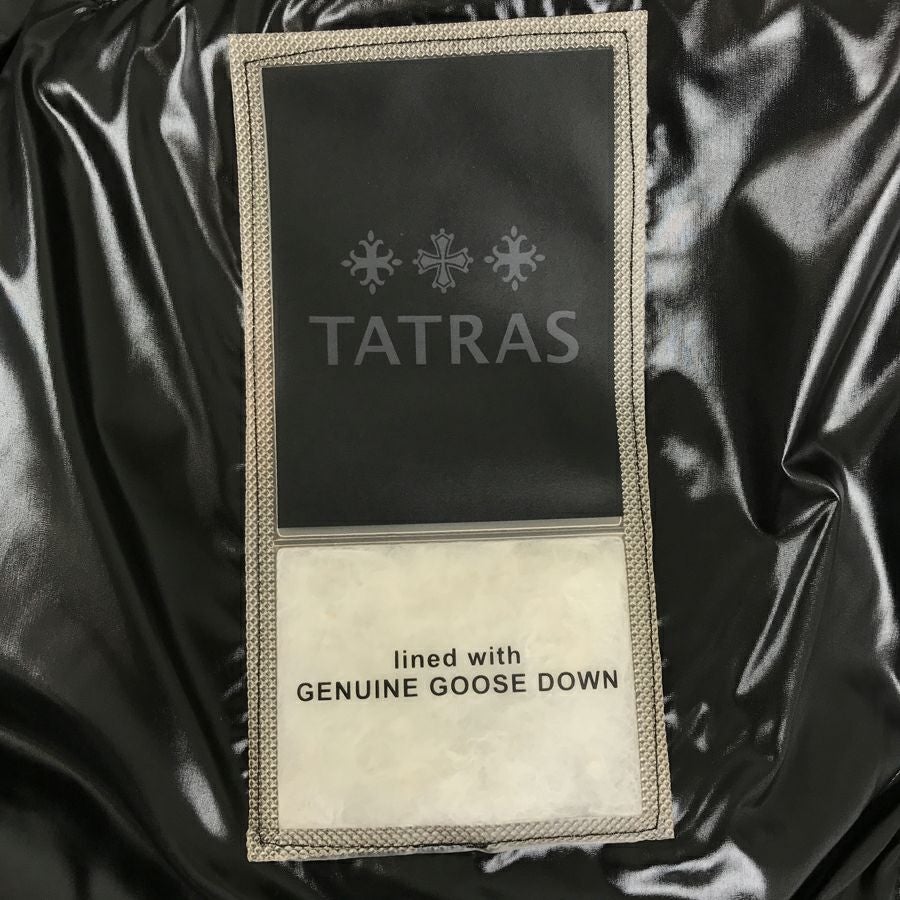 TATRAS
lined with
GENUINE GOOSE DOWN